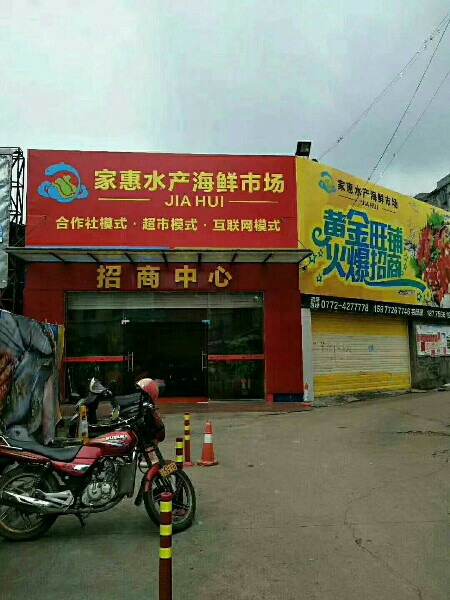 家惠水产海鲜市场
JIA HUI
合作社模式·超市模式·互联网模式
招商中心
家惠水产海鲜市场
JIA HUI
黄金旺铺
火爆招商
0772-4277778